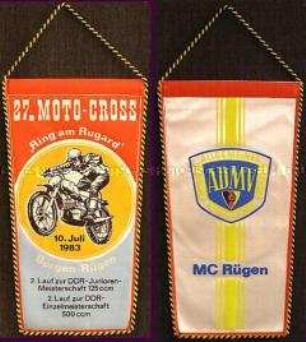 27. MOTO-CROSS
„Ring am Rugard“
10. Juli
1983
Bergen-Rügen
2. Lauf zur DDR-Junioren-
Meisterschaft 125 ccm
2. Lauf zur DDR-
Einzelmeisterschaft
500 ccm
ADMV
MC Rügen